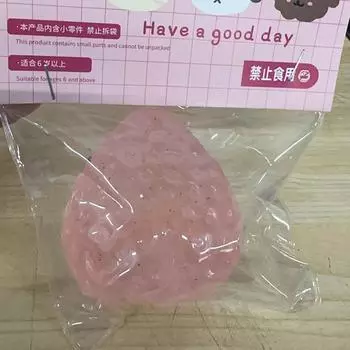 Have a good day
·本产品内含小零件 禁止拆袋
This product contains small parts and cannot be unpacked
·适合6岁以上
Suitable for ages 6 and above
禁止食用